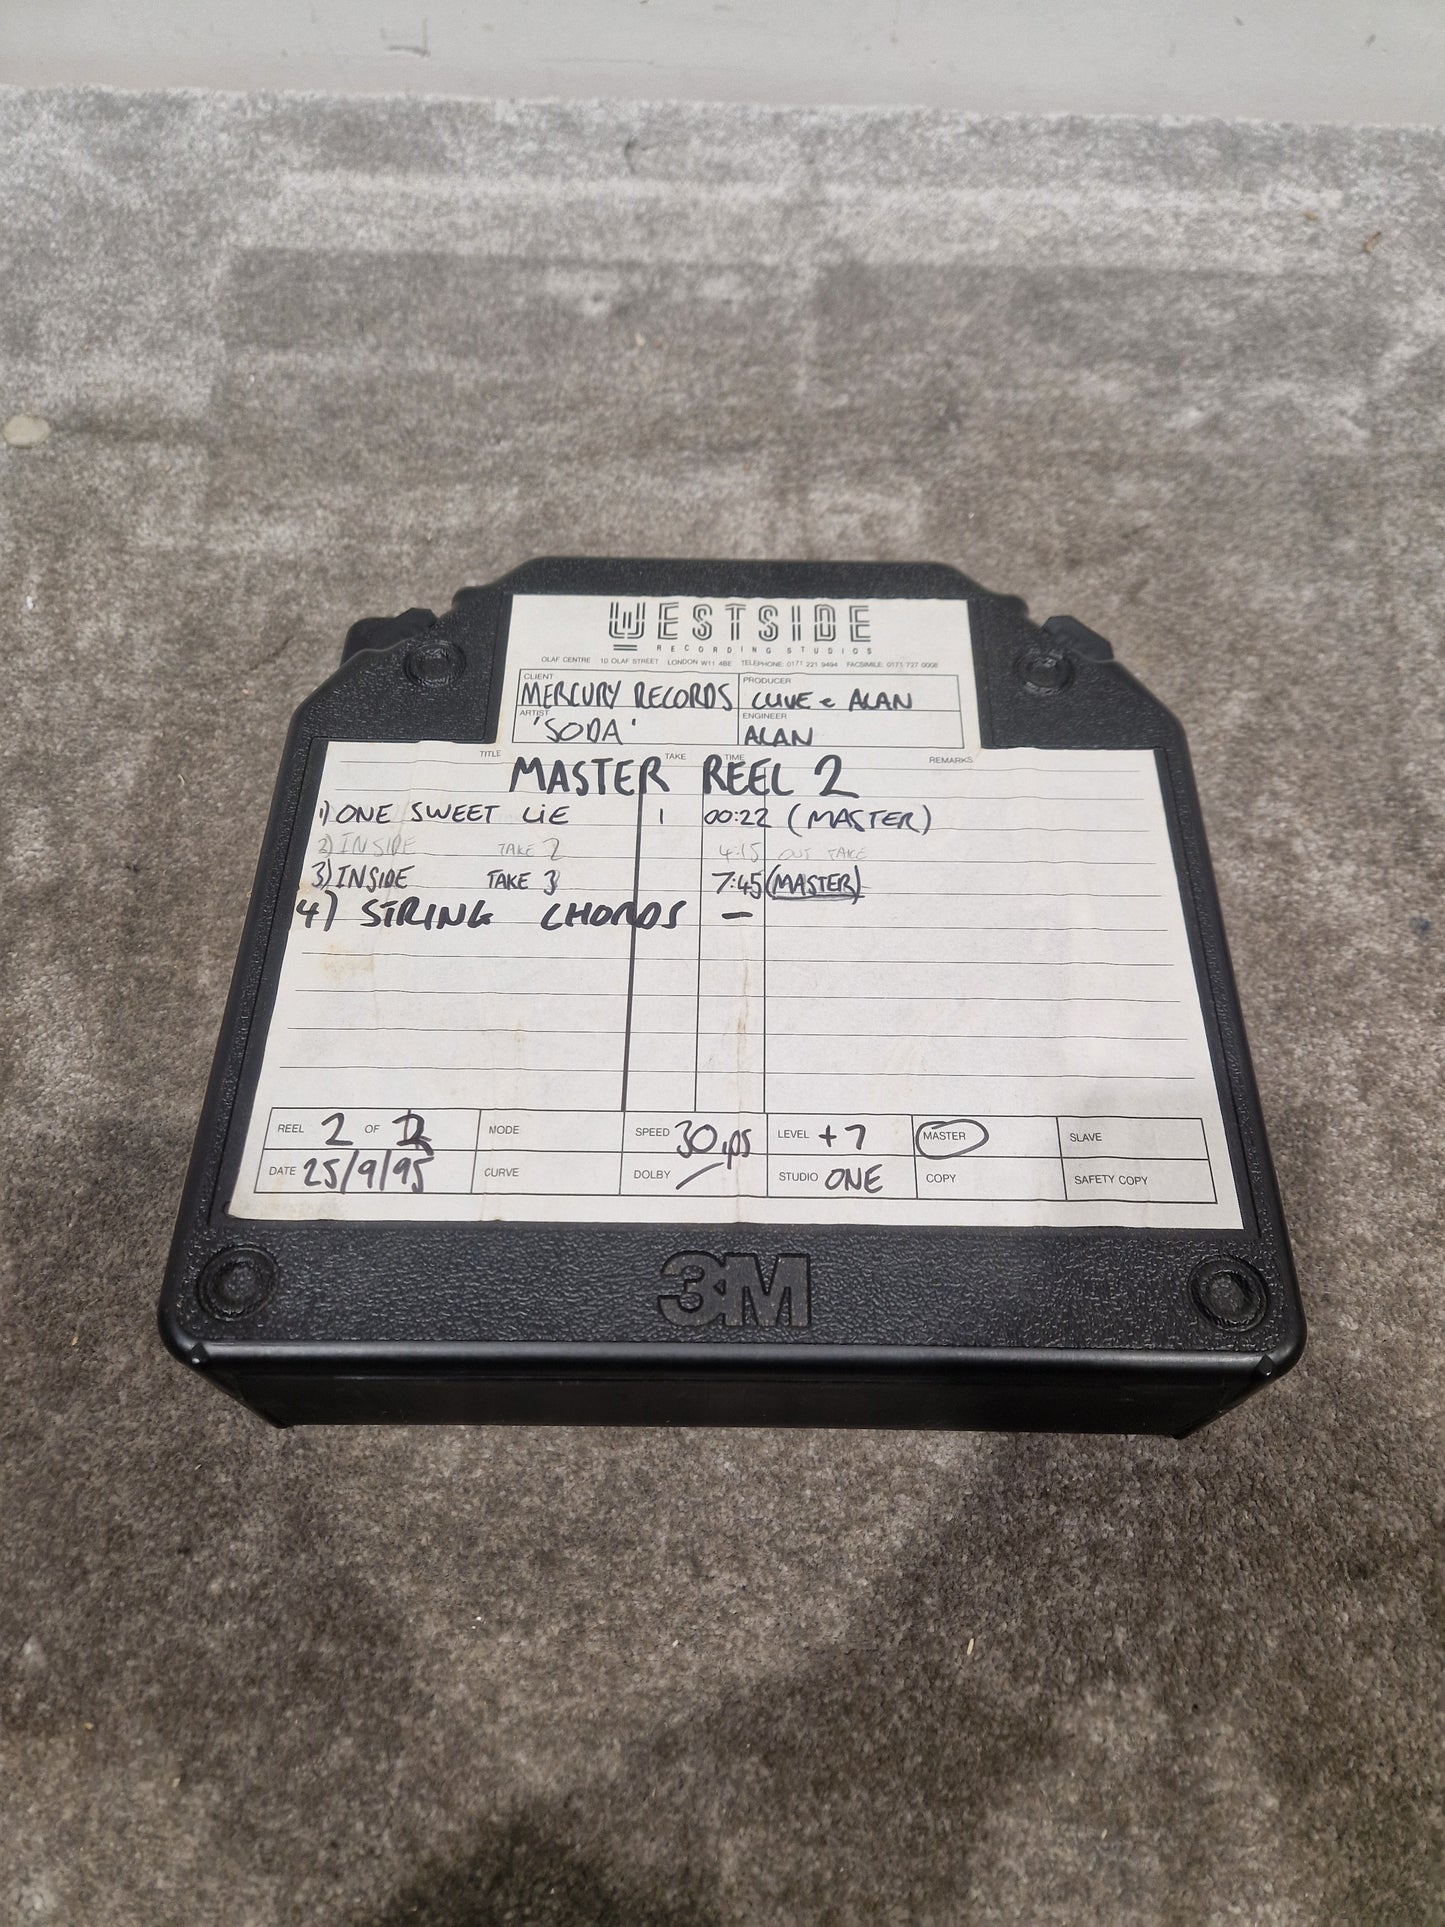 WESTSIDE
RECORDING STUDIOS
OLAF CENTRE 10 OLAF STREET LONDON W11 4BE TELEPHONE: 0171 221 9494 FACSIMILE: 0171 727 0008
CLIENT MERCURY RECORDS PRODUCER CLIVE & ALAN
ARTIST 'SODA' ENGINEER ALAN
TITLE TAKE TIME REMARKS
MASTER REEL 2
1) ONE SWEET LiE 1 00:22 (MASTER)
2) INSIDE TAKE 2 4:15 OUT TAKE
3) INSIDE TAKE 3 7:45 (MASTER)
4) STRING CHORDS -
REEL 2 OF MODE SPEED 30 ips LEVEL +7 MASTER SLAVE
DATE 25/9/95 CURVE DOLBY / STUDIO ONE COPY SAFETY COPY
3M